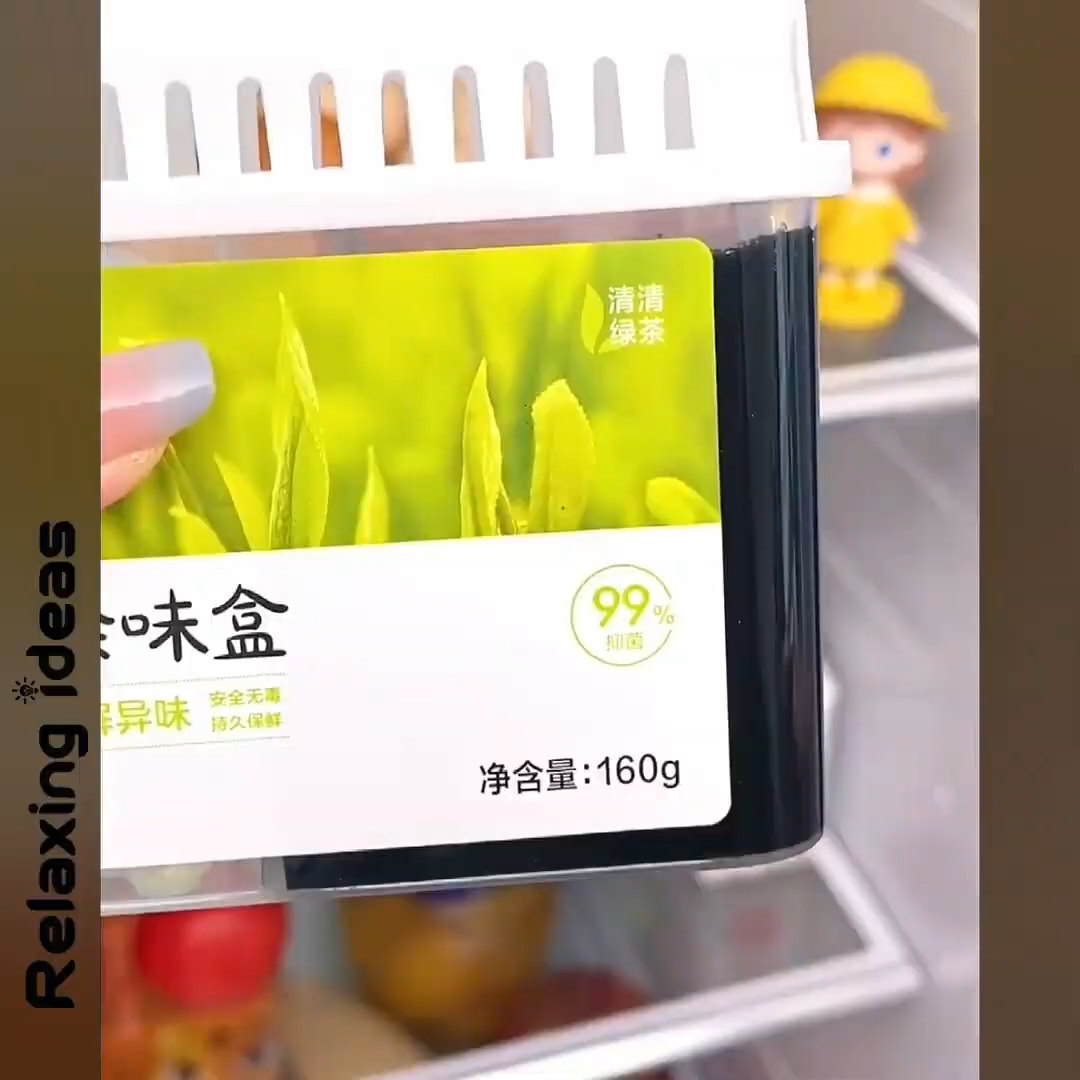 Relaxing ideas
清清
绿茶
味盒
99%
抑菌
异味
安全无毒
持久保鲜
净含量:160g